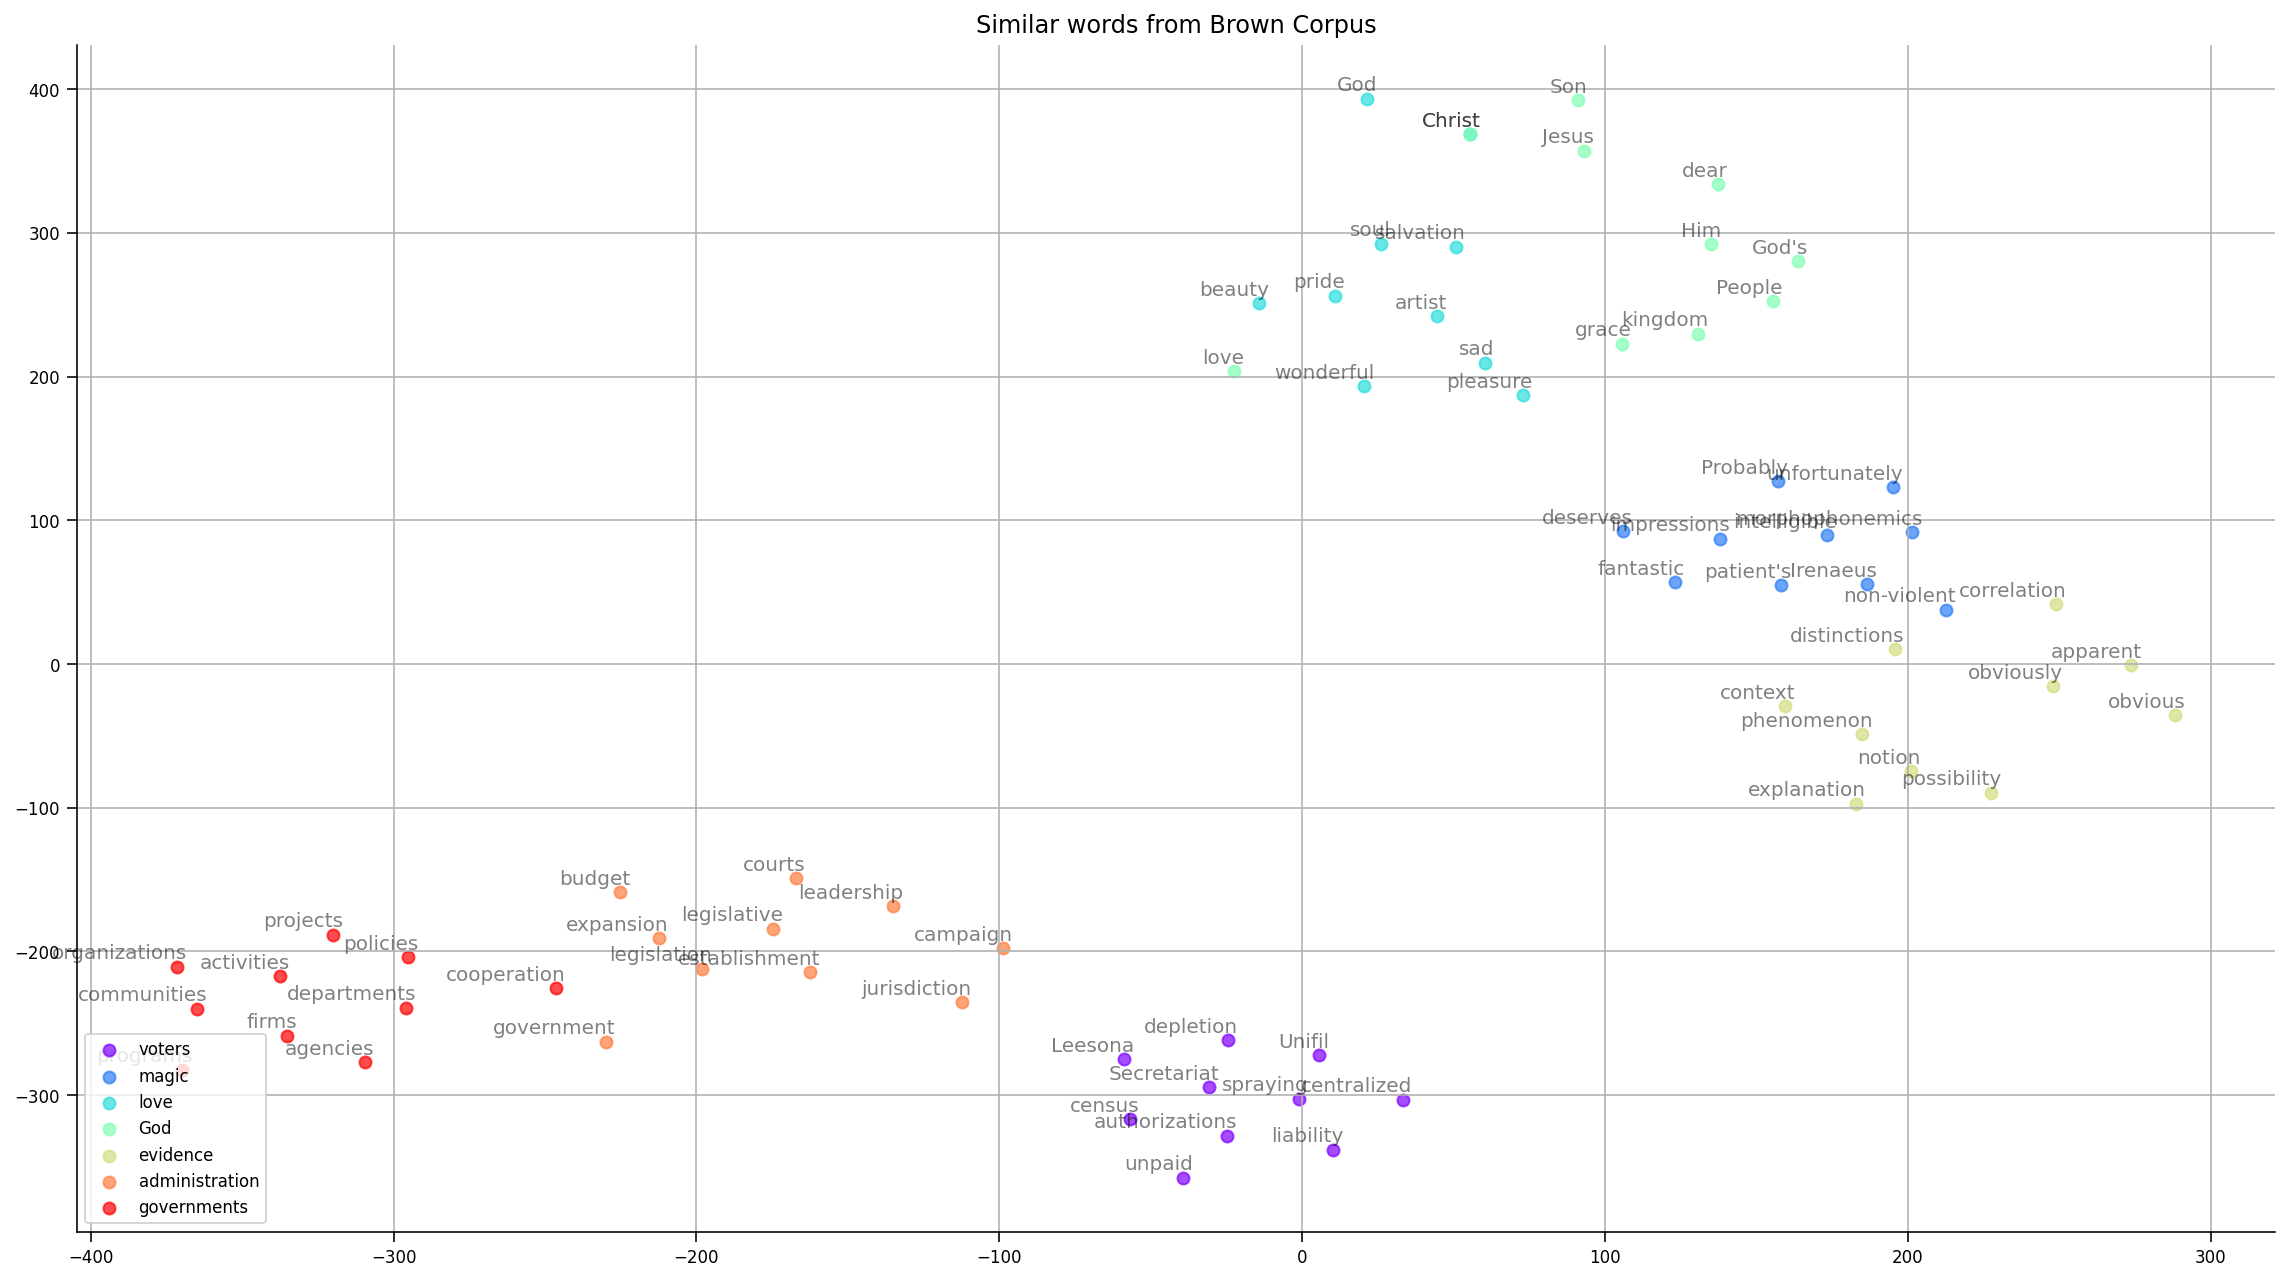 Similar words from Brown Corpus
400
God
Son
Christ
Jesus
dear
300
soul
salvation
Him
God's
beauty
pride
People
artist
kingdom
grace
love
sad
200
wonderful
pleasure
Probably
unfortunately
100
deserves
impressions
intelligible
morphophonemics
fantastic
patient's
Irenaeus
non-violent
correlation
distinctions
0
apparent
obviously
context
obvious
phenomenon
notion
possibility
explanation
−100
courts
budget
leadership
projects
legislative
expansion
policies
campaign
−200
organizations
legislation
establishment
activities
cooperation
communities
departments
jurisdiction
firms
government
depletion
agencies
Leesona
Unifil
programs
Secretariat
spraying
centralized
−300
census
authorizations
liability
unpaid
voters
magic
love
God
evidence
administration
governments
−400 −300 −200 −100 0 100 200 300